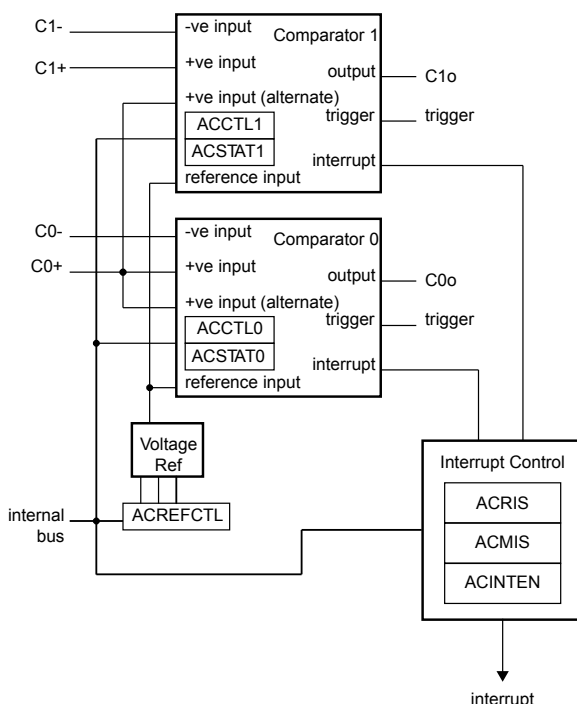 C1-
-ve input
Comparator 1
C1+
+ve input
output
C1o
+ve input (alternate)
trigger
trigger
ACCTL1
ACSTAT1
interrupt
reference input
C0-
-ve input
Comparator 0
C0+
+ve input
output
C0o
+ve input (alternate)
trigger
trigger
ACCTL0
ACSTAT0
interrupt
reference input
Voltage
Ref
Interrupt Control
internal
bus
ACREFCTL
ACRIS
ACMIS
ACINTEN
interrupt